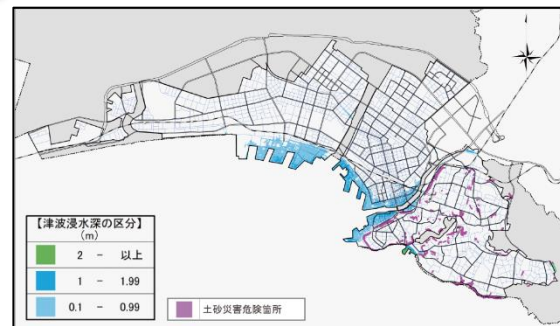 【津波浸水深の区分】
(m)
2 - 以上
1 - 1.99
0.1 - 0.99
土砂災害危険箇所